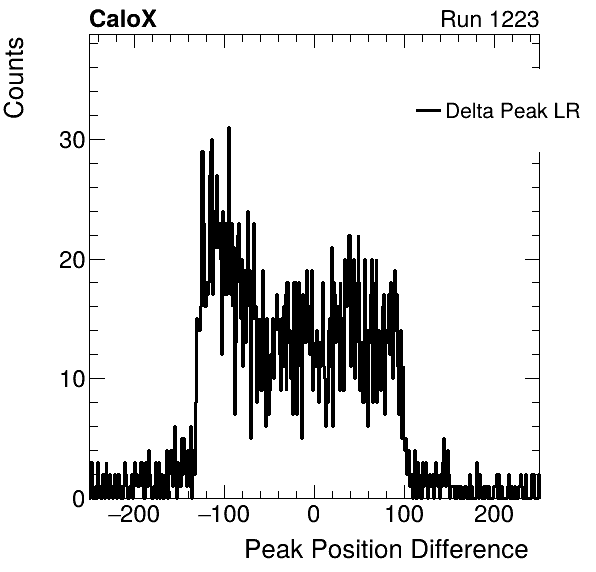 CaloX Run 1223
Counts
Delta Peak LR
30
20
10
0
−200 −100 0 100 200
Peak Position Difference